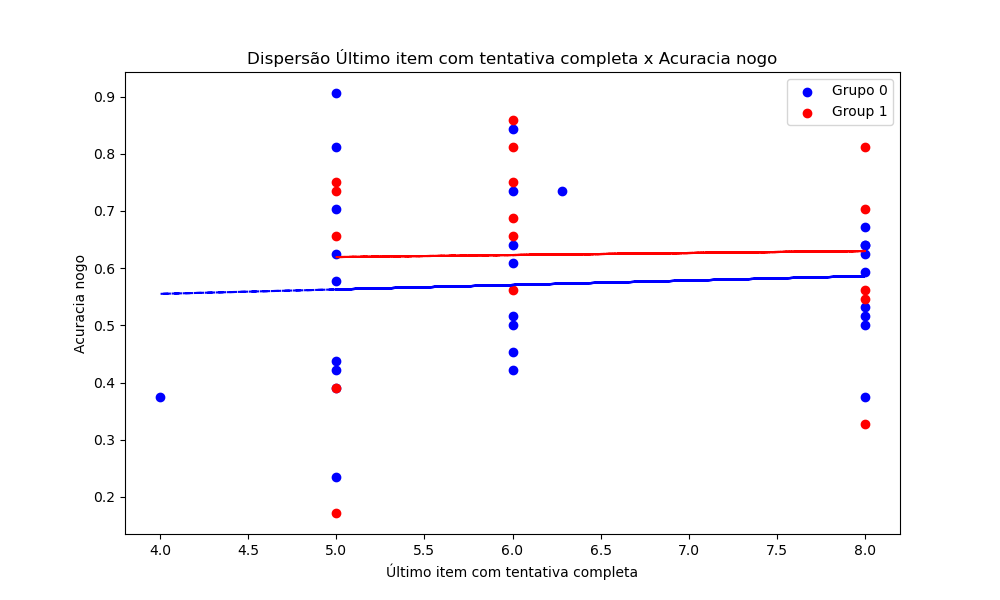 Dispersão Último item com tentativa completa x Acuracia nogo
Grupo 0
Group 1
Acuracia nogo
0.9
0.8
0.7
0.6
0.5
0.4
0.3
0.2
4.0 4.5 5.0 5.5 6.0 6.5 7.0 7.5 8.0
Último item com tentativa completa